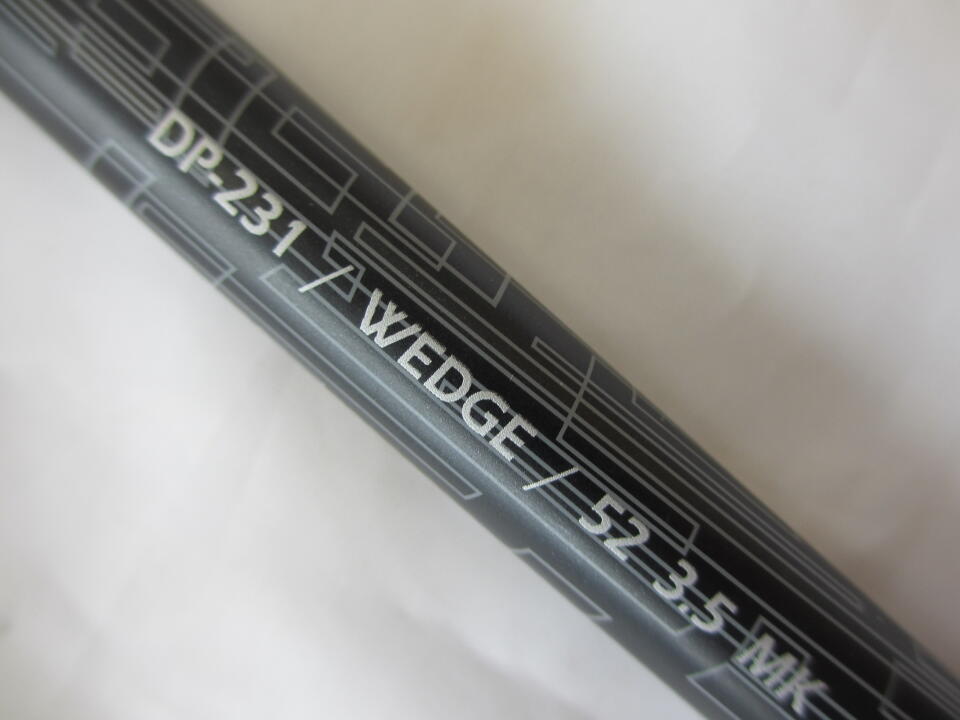 DP-231 / WEDGE / 52 3.5 MK